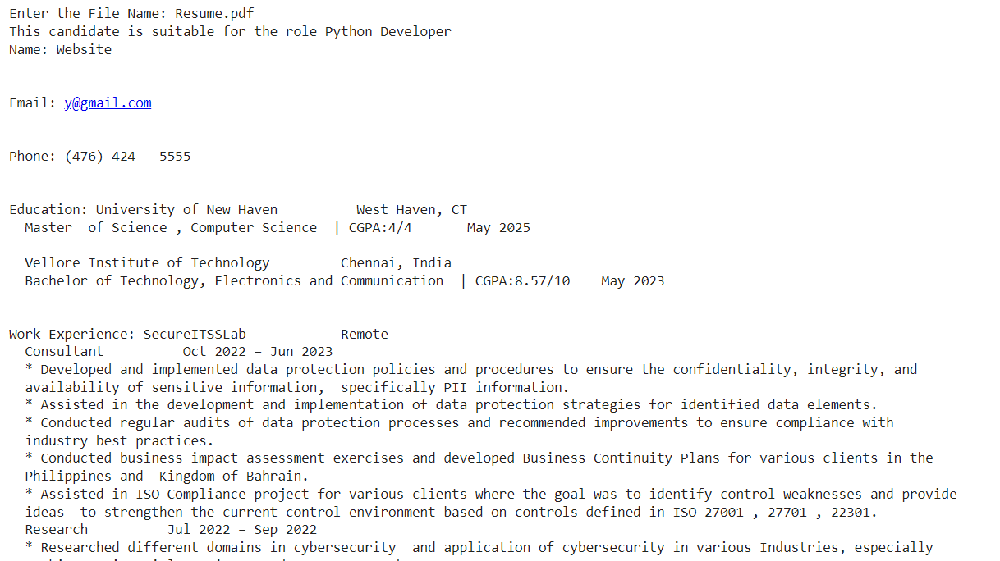 Enter the File Name: Resume.pdf
This candidate is suitable for the role Python Developer
Name: Website
Email: y@gmail.com
Phone: (476) 424 - 5555
Education: University of New Haven          West Haven, CT
Master  of Science , Computer Science  | CGPA:4/4       May 2025
Vellore Institute of Technology         Chennai, India
Bachelor of Technology, Electronics and Communication  | CGPA:8.57/10    May 2023
Work Experience: SecureITSSLab            Remote
Consultant          Oct 2022 – Jun 2023
* Developed and implemented data protection policies and procedures to ensure the confidentiality, integrity, and
availability of sensitive information,  specifically PII information.
* Assisted in the development and implementation of data protection strategies for identified data elements.
* Conducted regular audits of data protection processes and recommended improvements to ensure compliance with
industry best practices.
* Conducted business impact assessment exercises and developed Business Continuity Plans for various clients in the
Philippines and  Kingdom of Bahrain.
* Assisted in ISO Compliance project for various clients where the goal was to identify control weaknesses and provide
ideas  to strengthen the current control environment based on controls defined in ISO 27001 , 27701 , 22301.
Research          Jul 2022 – Sep 2022
* Researched different domains in cybersecurity  and application of cybersecurity in various Industries, especially